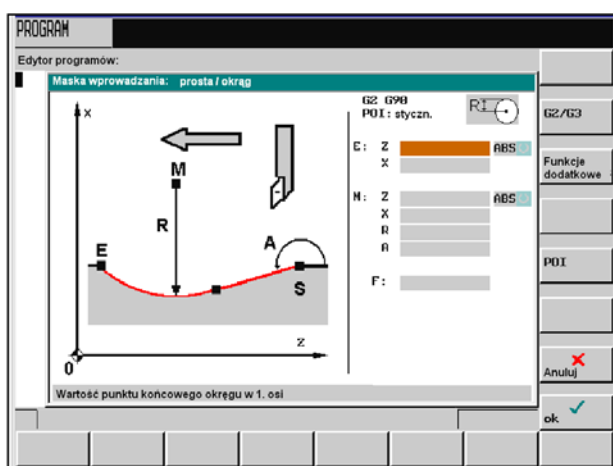 PROGRAM
Edytor programów:
Maska wprowadzania: prosta / okrąg
x
M
R
A
E
S
z
0
G2 G90
POI: styczn.
R
E: Z ABS
X
M: Z ABS
X
R
A
F:
Wartość punktu końcowego okręgu w 1. osi
G2/G3
Funkcje
dodatkowe
POI
Anuluj
ok